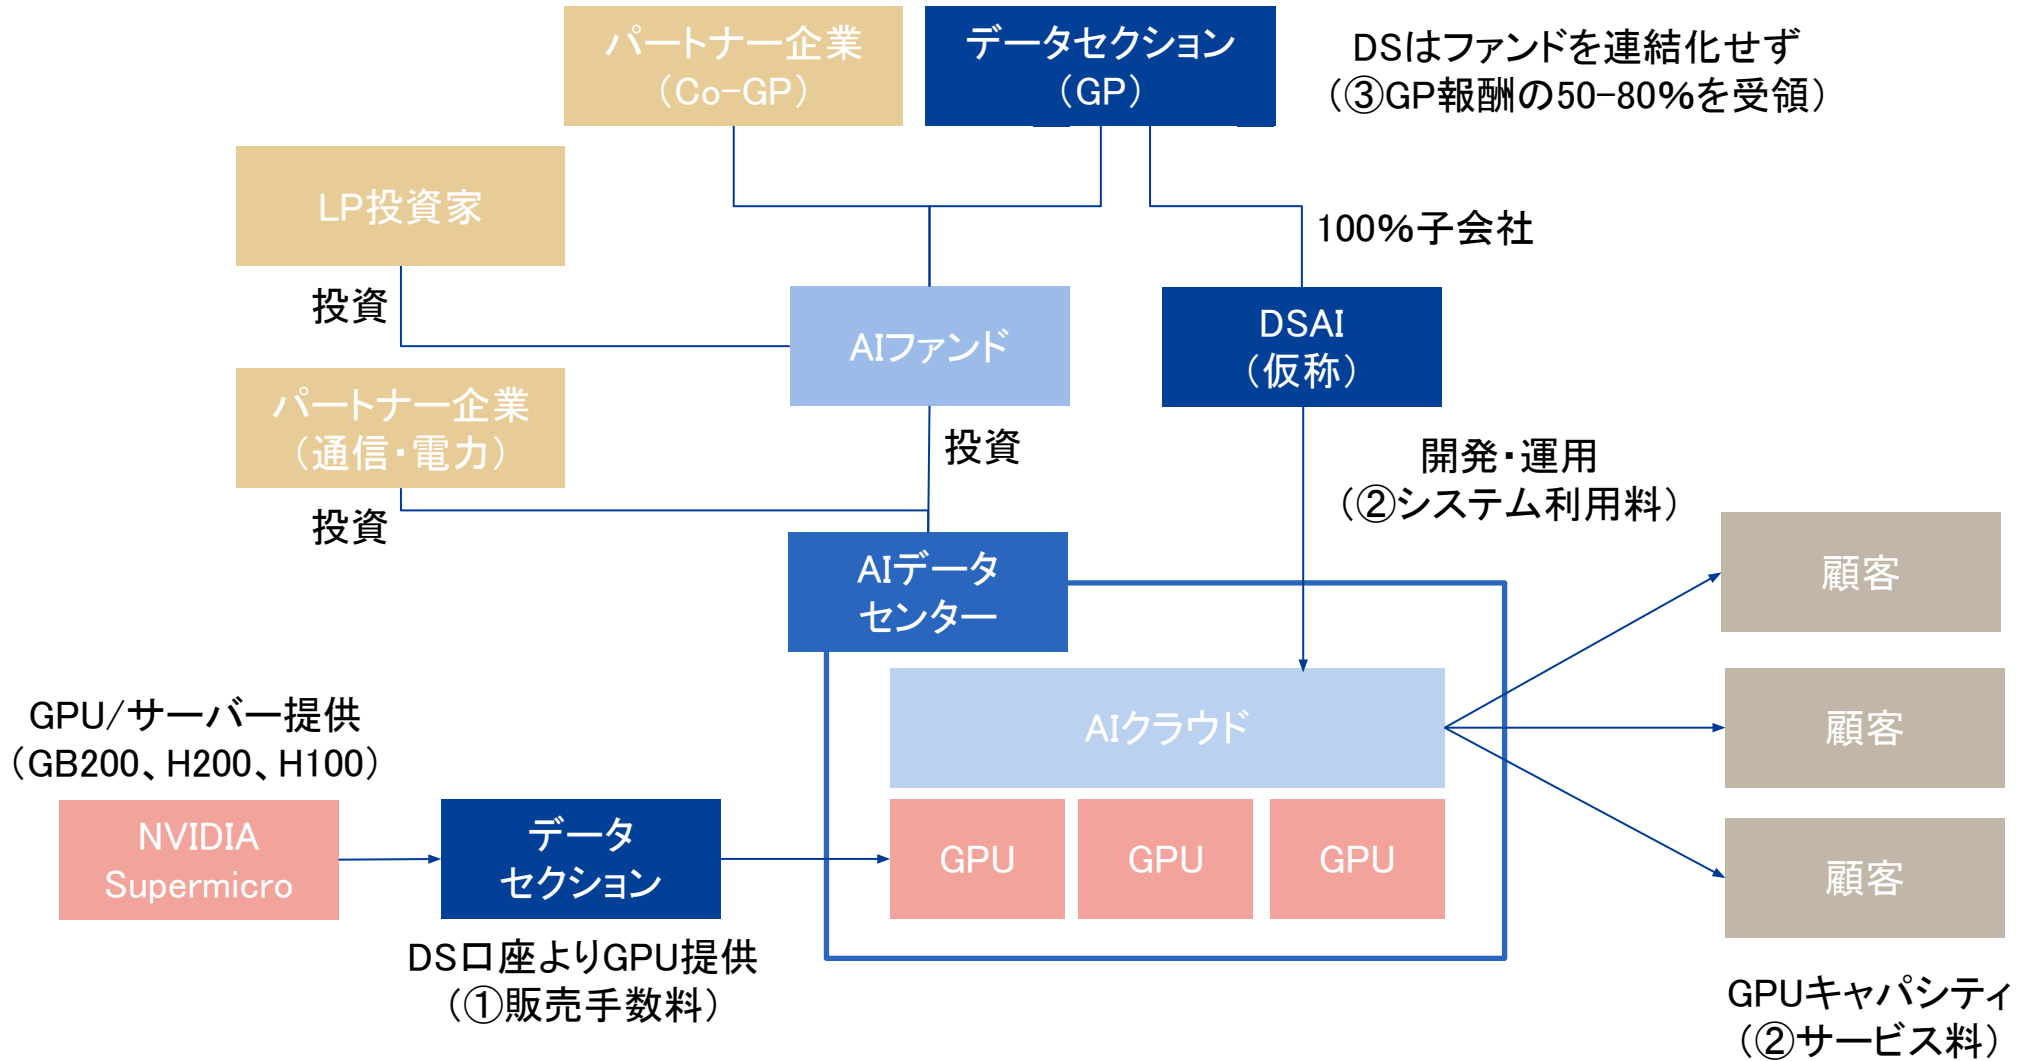 パートナー企業
（Co-GP）
データセクション
（GP）
DSはファンドを連結化せず
（③GP報酬の50-80%を受領）
LP投資家
100%子会社
投資
AIファンド
DSAI
（仮称）
パートナー企業
（通信・電力）
投資
開発・運用
（②システム利用料）
投資
AIデータ
センター
顧客
AIクラウド
顧客
GPU/サーバー提供
（GB200、H200、H100）
NVIDIA
Supermicro
データ
セクション
GPU
GPU
GPU
顧客
DS口座よりGPU提供
（①販売手数料）
GPUキャパシティ
（②サービス料）